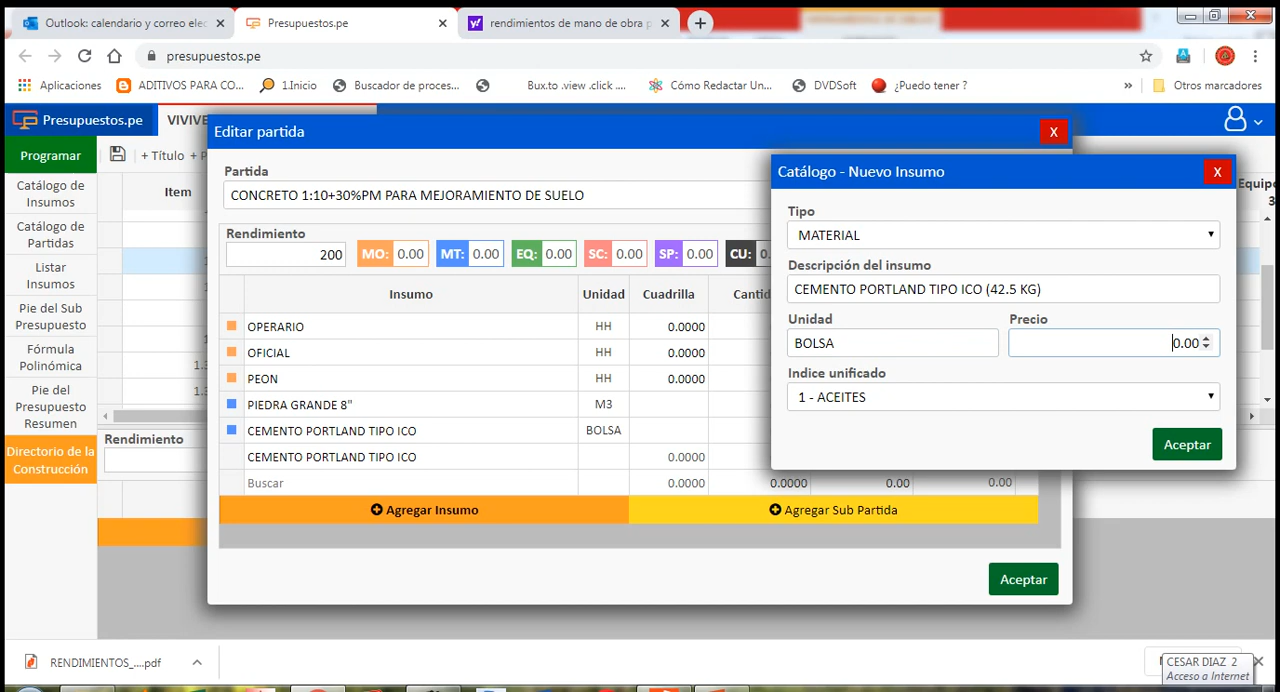 Outlook: calendario y correo elec
Presupuestos.pe
rendimientos de mano de obra p
presupuestos.pe
Aplicaciones
ADITIVOS PARA CO...
1.Inicio
Buscador de proces...
Bux.to .view .click ....
Cómo Redactar Un...
DVDSoft
¿Puedo tener ?
»
Otros marcadores
Presupuestos.pe
VIVIVE
Programar
+ Título +
Catálogo de
Insumos
Catálogo de
Partidas
Listar
Insumos
Pie del Sub
Presupuesto
Fórmula
Polinómica
Pie del
Presupuesto
Resumen
Directorio de la
Construcción
Item
Rendimiento
Equipo
Editar partida
X
Partida
CONCRETO 1:10+30%PM PARA MEJORAMIENTO DE SUELO
Rendimiento
200
MO: 0.00
MT: 0.00
EQ: 0.00
SC: 0.00
SP: 0.00
CU: 0.
Insumo Unidad Cuadrilla Cantid
OPERARIO HH 0.0000
OFICIAL HH 0.0000
PEON HH 0.0000
PIEDRA GRANDE 8" M3
CEMENTO PORTLAND TIPO ICO BOLSA
CEMENTO PORTLAND TIPO ICO 0.0000
Buscar 0.0000 0.0000 0.00 0.00
Agregar Insumo
Agregar Sub Partida
Aceptar
Catálogo - Nuevo Insumo
X
Tipo
MATERIAL
Descripción del insumo
CEMENTO PORTLAND TIPO ICO (42.5 KG)
Unidad Precio
BOLSA 0.00
Indice unificado
1 - ACEITES
Aceptar
RENDIMIENTOS_....pdf
CESAR DIAZ 2
Acceso a Internet